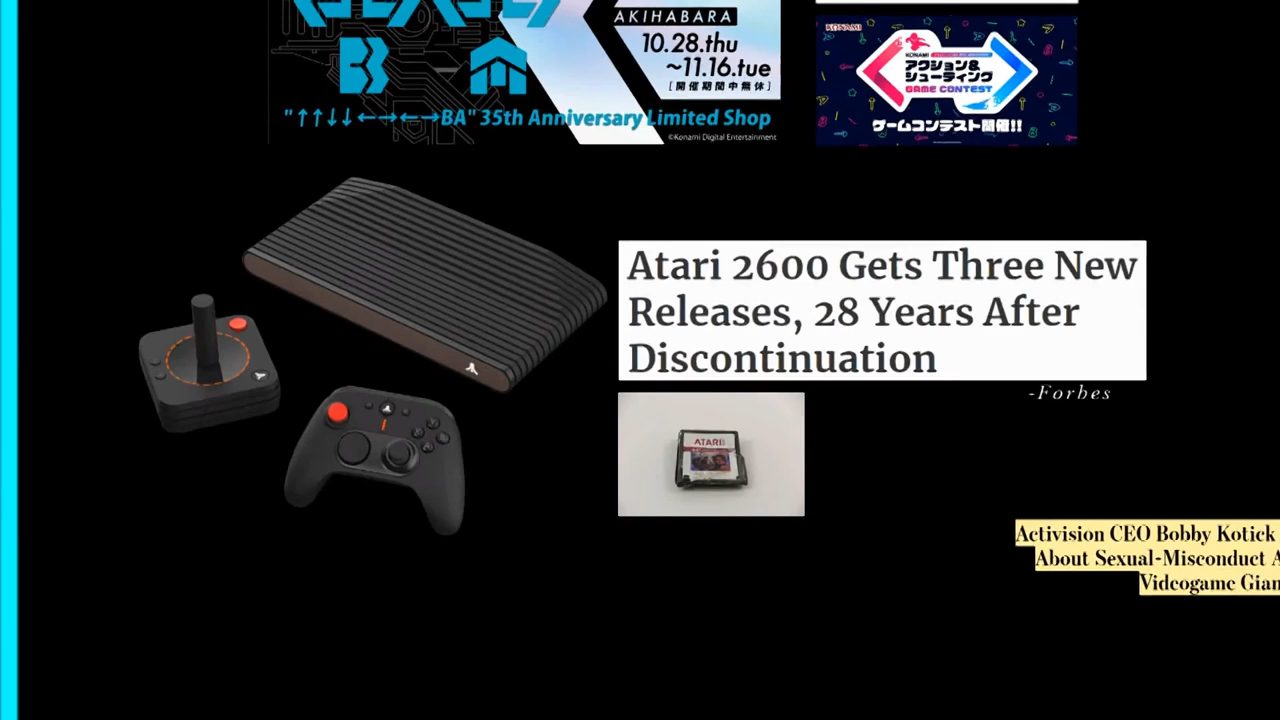 AKIHABARA
10.28.thu
~11.16.tue
[開催期間中無休]
BA
"↑↑↓↓←→←→BA" 35th Anniversary Limited Shop
©Konami Digital Entertainment
KONAMI
KONAMI
アクション&
シューティング
GAME CONTEST
ゲームコンテスト開催!!
Atari 2600 Gets Three New
Releases, 28 Years After
Discontinuation
-Forbes
ATARI
Activision CEO Bobby Kotick
About Sexual-Misconduct A
Videogame Gian